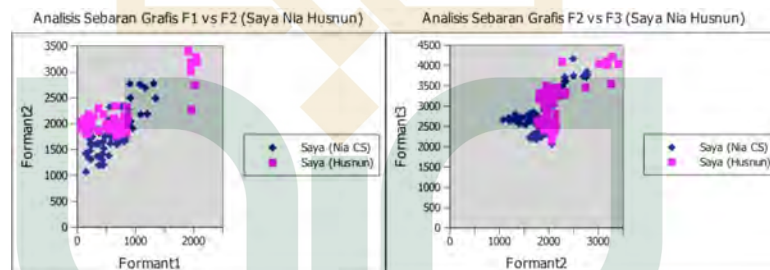 Analisis Sebaran Grafis F1 vs F2 (Saya Nia Husnun)
3500
3000
2500
2000
1500
1000
500
0
Formant2
0
1000
2000
Formant1
Saya (Nia CS)
Saya (Husnun)
Analisis Sebaran Grafis F2 vs F3 (Saya Nia Husnun)
4500
4000
3500
3000
2500
2000
1500
1000
500
0
Formant3
0
1000
2000
3000
Formant2
Saya (Nia CS)
Saya (Husnun)